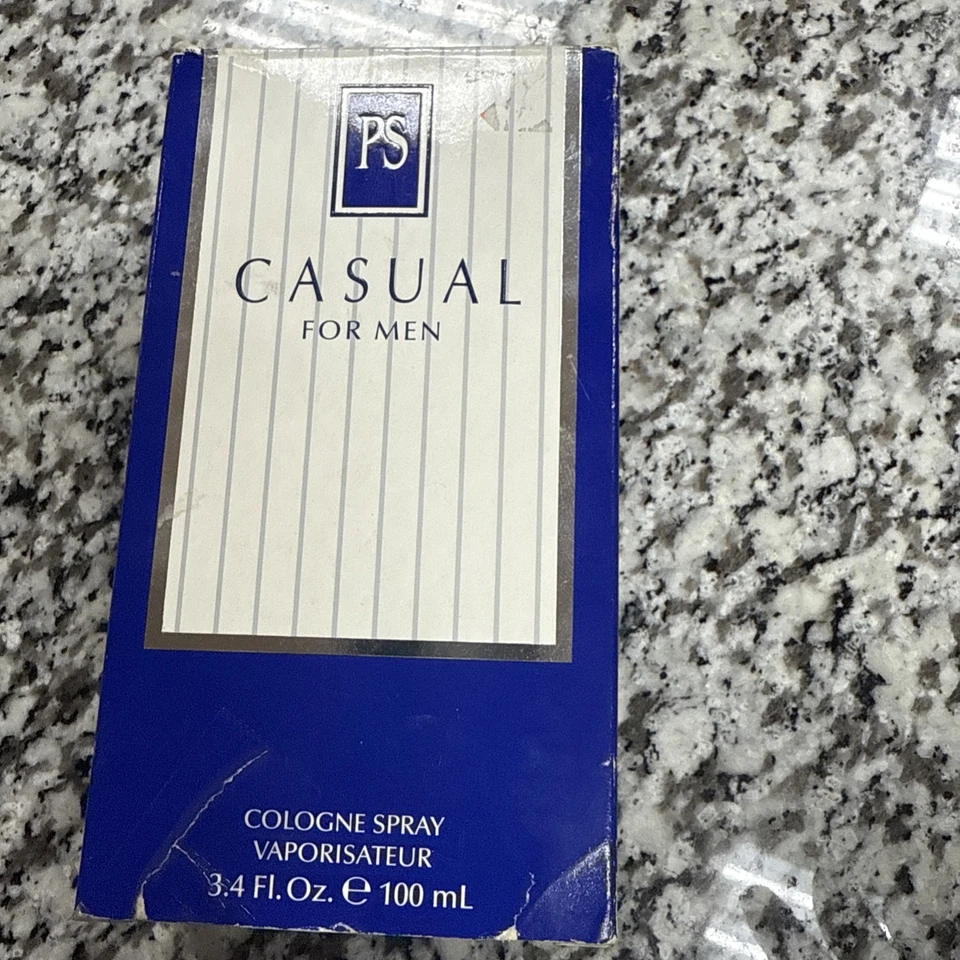 PS
CASUAL
FOR MEN
COLOGNE SPRAY
VAPORISATEUR
3.4 Fl. Oz. ℮ 100 mL